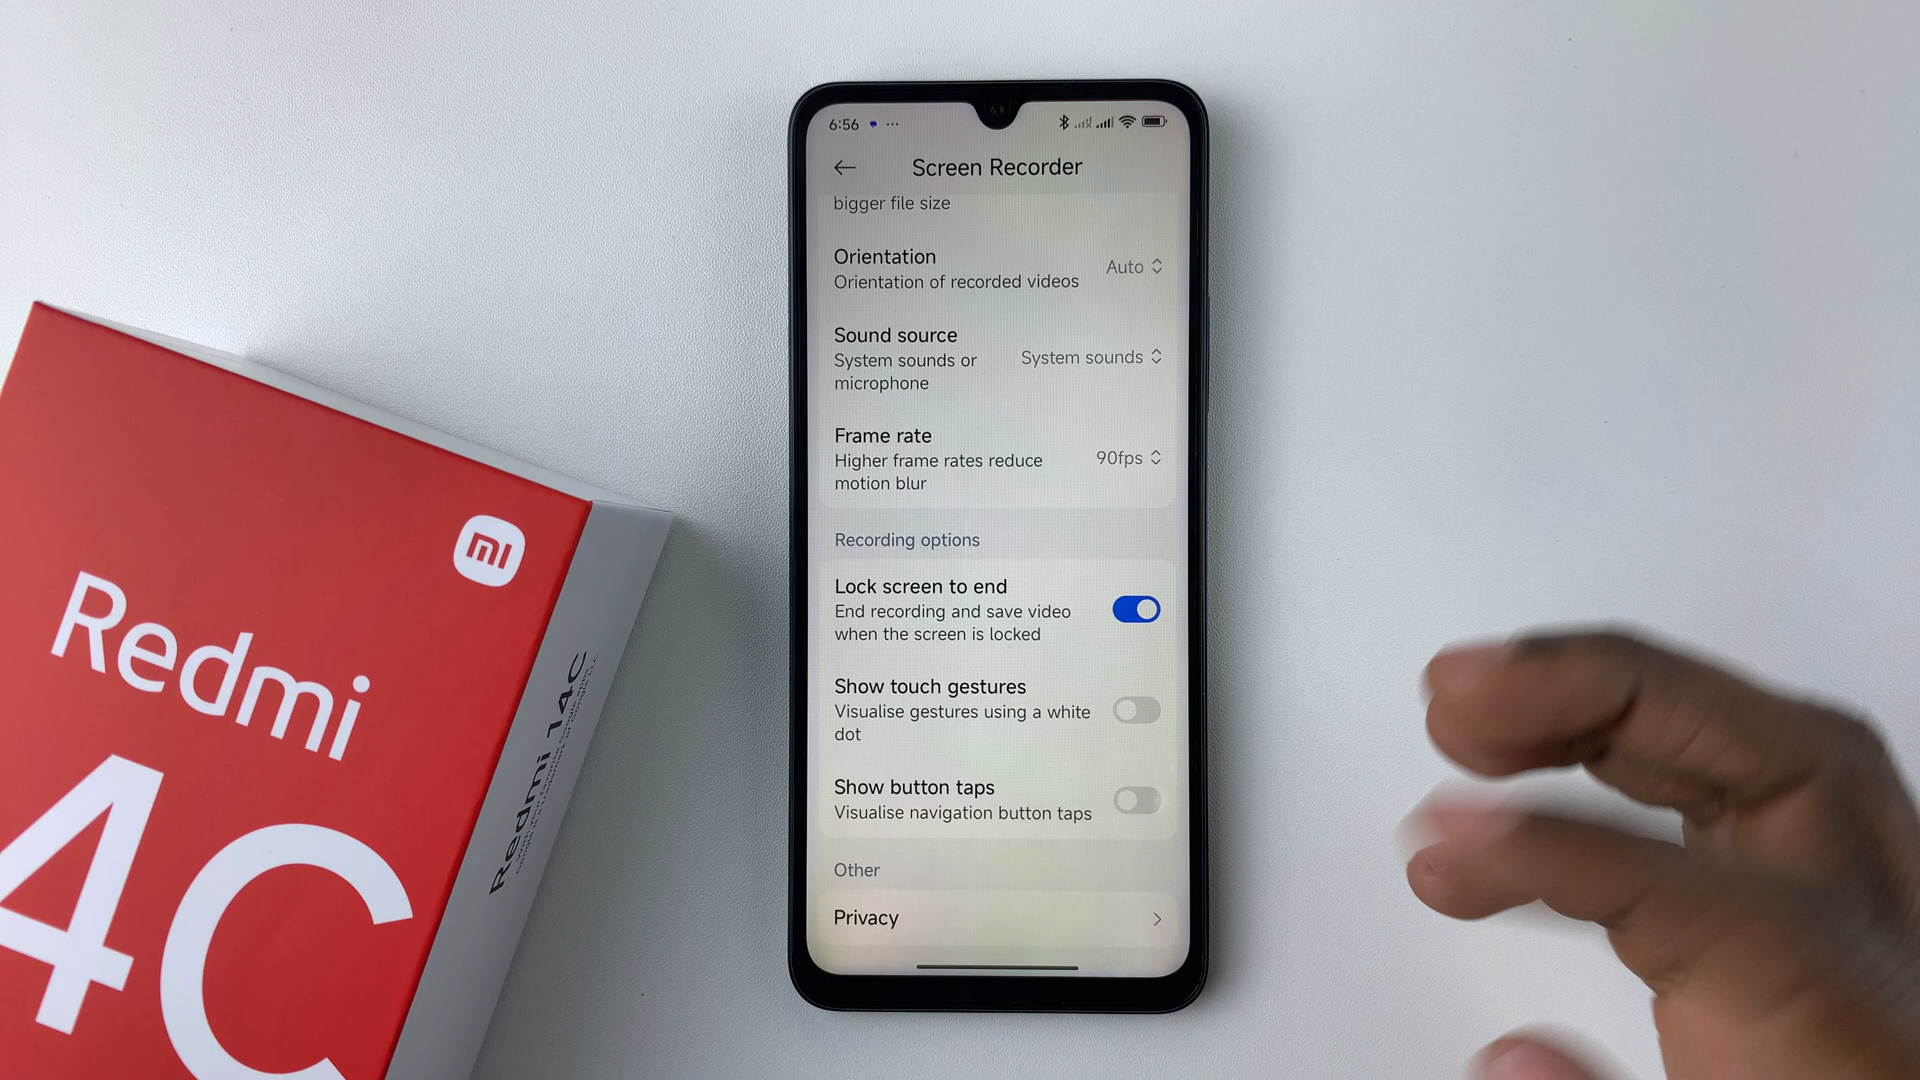 6:56
Screen Recorder
bigger file size
Orientation
Orientation of recorded videos
Auto
Sound source
System sounds or
microphone
System sounds
Frame rate
Higher frame rates reduce
motion blur
90fps
Recording options
Lock screen to end
End recording and save video
when the screen is locked
Show touch gestures
Visualise gestures using a white
dot
Show button taps
Visualise navigation button taps
Other
Privacy
mi
Redmi
4C
Redmi 14C